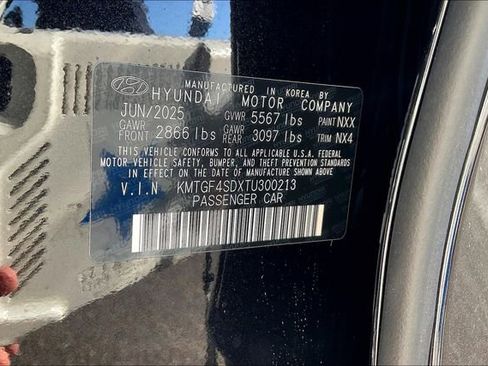 MANUFACTURED IN KOREA BY
HYUNDAI MOTOR COMPANY
JUN/2025 GVWR 5567 lbs PAINT NXX
GAWR FRONT 2866 lbs GAWR REAR 3097 lbs TRIM NX4
THIS VEHICLE CONFORMS TO ALL APPLICABLE U.S.A. FEDERAL
MOTOR VEHICLE SAFETY, BUMPER, AND THEFT PREVENTION STANDARDS
IN EFFECT ON THE DATE OF MANUFACTURE SHOWN ABOVE.
V.I.N KMTGF4SDXTU300213
PASSENGER CAR